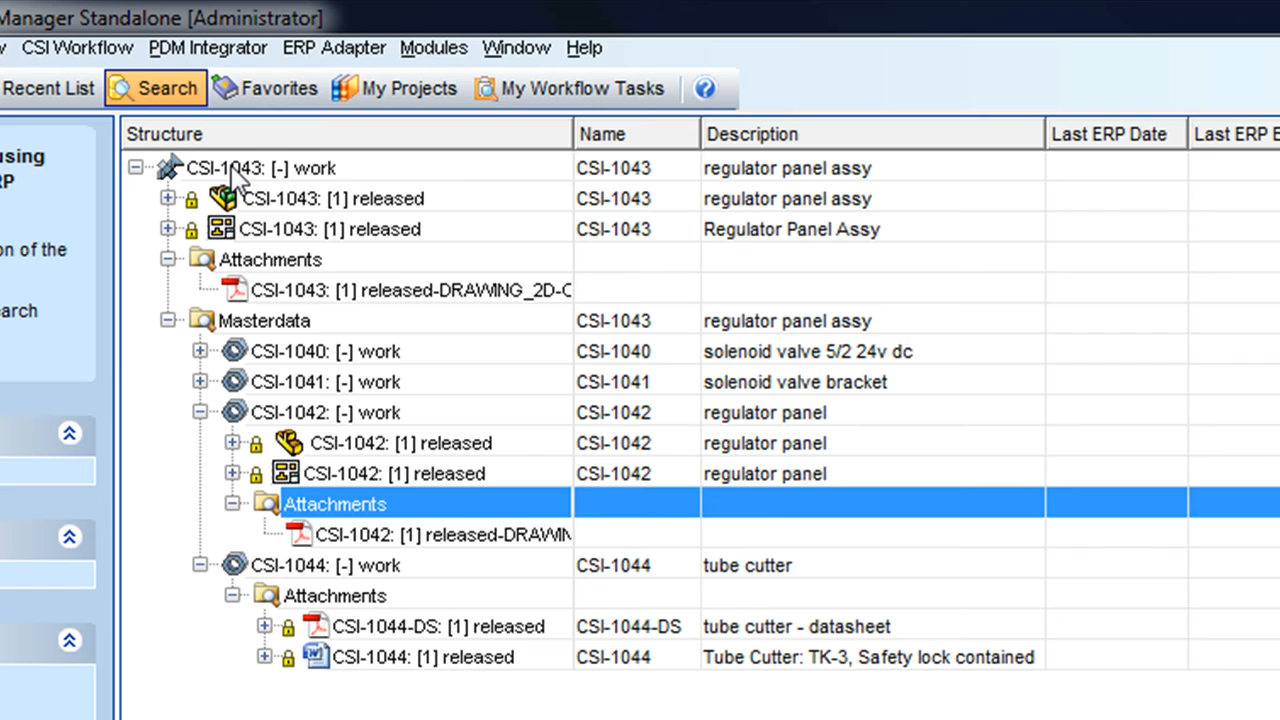 Manager Standalone [Administrator]
CSI Workflow PDM Integrator ERP Adapter Modules Window Help
Recent List Search Favorites My Projects My Workflow Tasks
using
on of the
Structure Name Description Last ERP Date Last ERP
CSI-1043: [-] work CSI-1043 regulator panel assy
CSI-1043: [1] released CSI-1043 regulator panel assy
CSI-1043: [1] released CSI-1043 Regulator Panel Assy
Attachments
CSI-1043: [1] released-DRAWING_2D-
Masterdata CSI-1043 regulator panel assy
CSI-1040: [-] work CSI-1040 solenoid valve 5/2 24v dc
CSI-1041: [-] work CSI-1041 solenoid valve bracket
CSI-1042: [-] work CSI-1042 regulator panel
CSI-1042: [1] released CSI-1042 regulator panel
CSI-1042: [1] released CSI-1042 regulator panel
Attachments
CSI-1042: [1] released-DRAWIN
CSI-1044: [-] work CSI-1044 tube cutter
Attachments
CSI-1044-DS: [1] released CSI-1044-DS tube cutter - datasheet
CSI-1044: [1] released CSI-1044 Tube Cutter: TK-3, Safety lock contained